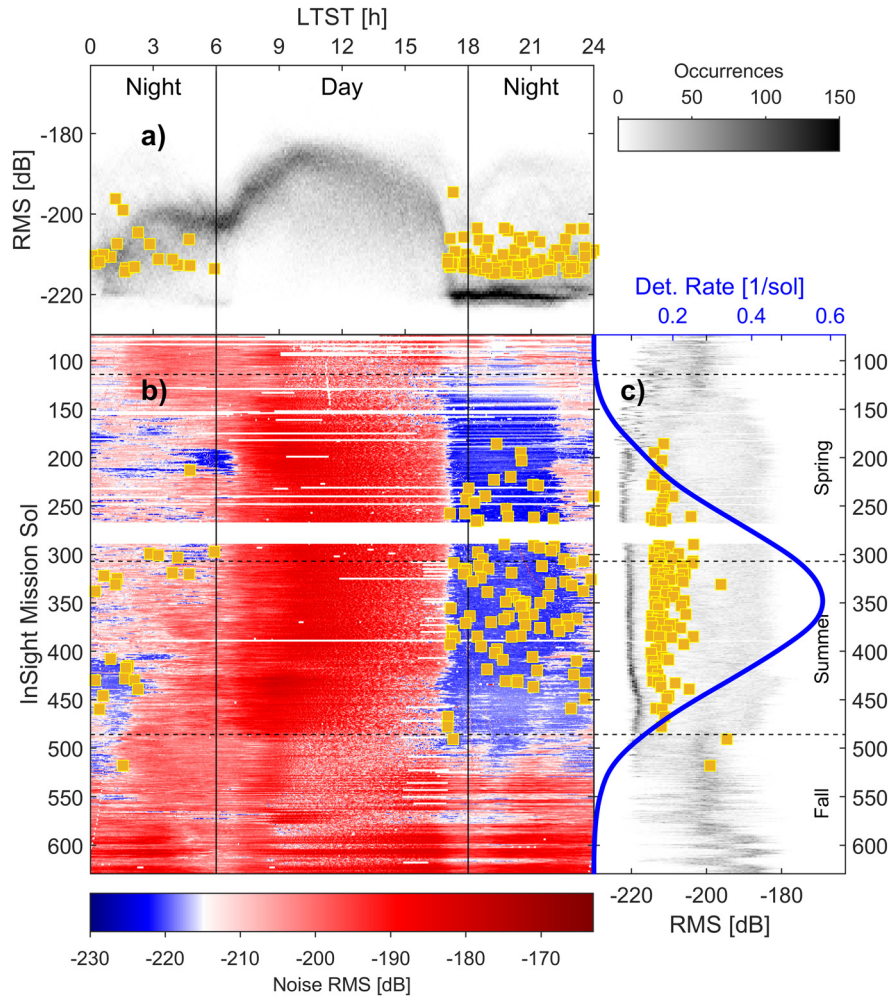 LTST [h]
0 3 6 9 12 15 18 21 24
Night Day Night
a)
-180
-200
-220
RMS [dB]
Occurrences
0 50 100 150
Det. Rate [1/sol]
0.2 0.4 0.6
b)
100
150
200
250
300
350
400
450
500
550
600
InSight Mission Sol
c)
Spring
Summer
Fall
100
150
200
250
300
350
400
450
500
550
600
-220 -200 -180
RMS [dB]
-230 -220 -210 -200 -190 -180 -170
Noise RMS [dB]